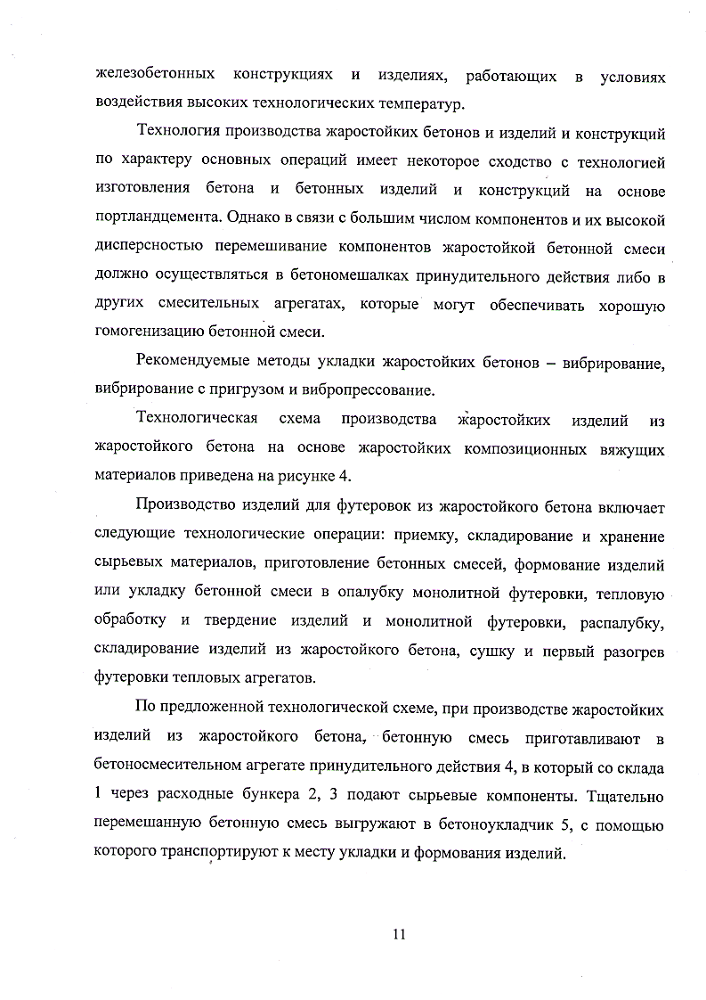 железобетонных конструкциях и изделиях, работающих в условиях
воздействия высоких технологических температур.
Технология производства жаростойких бетонов и изделий и конструкций
по характеру основных операций имеет некоторое сходство с технологией
изготовления бетона и бетонных изделий и конструкций на основе
портландцемента. Однако в связи с большим числом компонентов и их высокой
дисперсностью перемешивание компонентов жаростойкой бетонной смеси
должно осуществляться в бетономешалках принудительного действия либо в
других смесительных агрегатах, которые могут обеспечивать хорошую
гомогенизацию бетонной смеси.
Рекомендуемые методы укладки жаростойких бетонов – вибрирование,
вибрирование с пригрузом и вибропрессование.
Технологическая схема производства жаростойких изделий из
жаростойкого бетона на основе жаростойких композиционных вяжущих
материалов приведена на рисунке 4.
Производство изделий для футеровок из жаростойкого бетона включает
следующие технологические операции: приемку, складирование и хранение
сырьевых материалов, приготовление бетонных смесей, формование изделий
или укладку бетонной смеси в опалубку монолитной футеровки, тепловую
обработку и твердение изделий и монолитной футеровки, распалубку,
складирование изделий из жаростойкого бетона, сушку и первый разогрев
футеровки тепловых агрегатов.
По предложенной технологической схеме, при производстве жаростойких
изделий из жаростойкого бетона, бетонную смесь приготавливают в
бетоносмесительном агрегате принудительного действия 4, в который со склада
1 через расходные бункера 2, 3 подают сырьевые компоненты. Тщательно
перемешанную бетонную смесь выгружают в бетоноукладчик 5, с помощью
которого транспортируют к месту укладки и формования изделий.
11